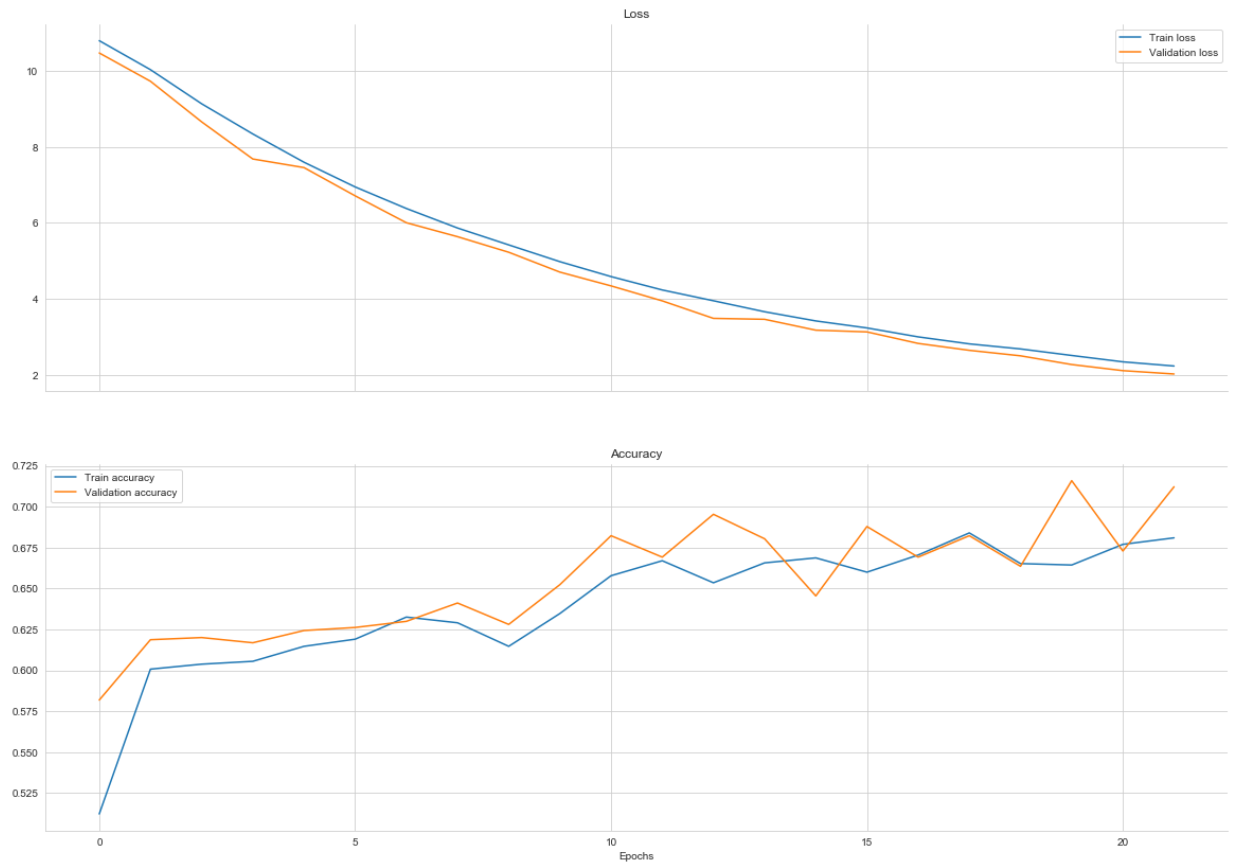 Loss
Train loss
Validation loss
10
8
6
4
2
Accuracy
Train accuracy
Validation accuracy
0.725
0.700
0.675
0.650
0.625
0.600
0.575
0.550
0.525
0 5 10 15 20
Epochs